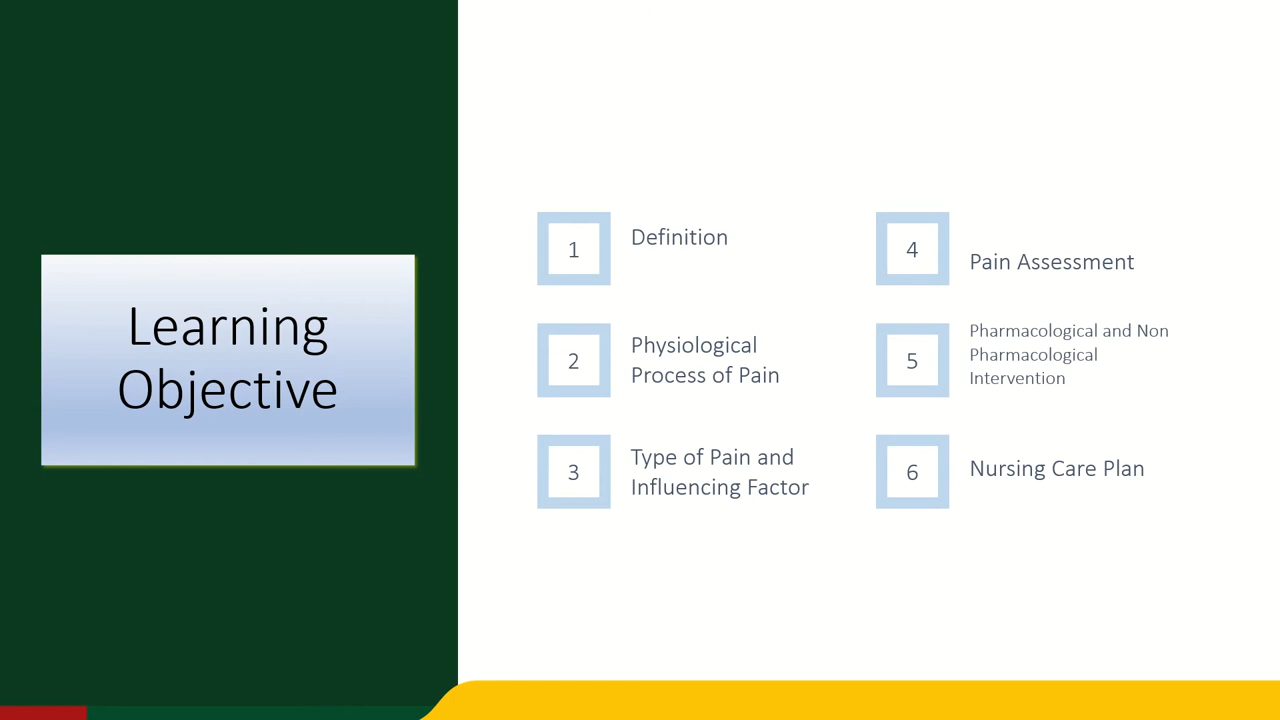 Learning
Objective
1
Definition
2
Physiological
Process of Pain
3
Type of Pain and
Influencing Factor
4
Pain Assessment
5
Pharmacological and Non
Pharmacological
Intervention
6
Nursing Care Plan